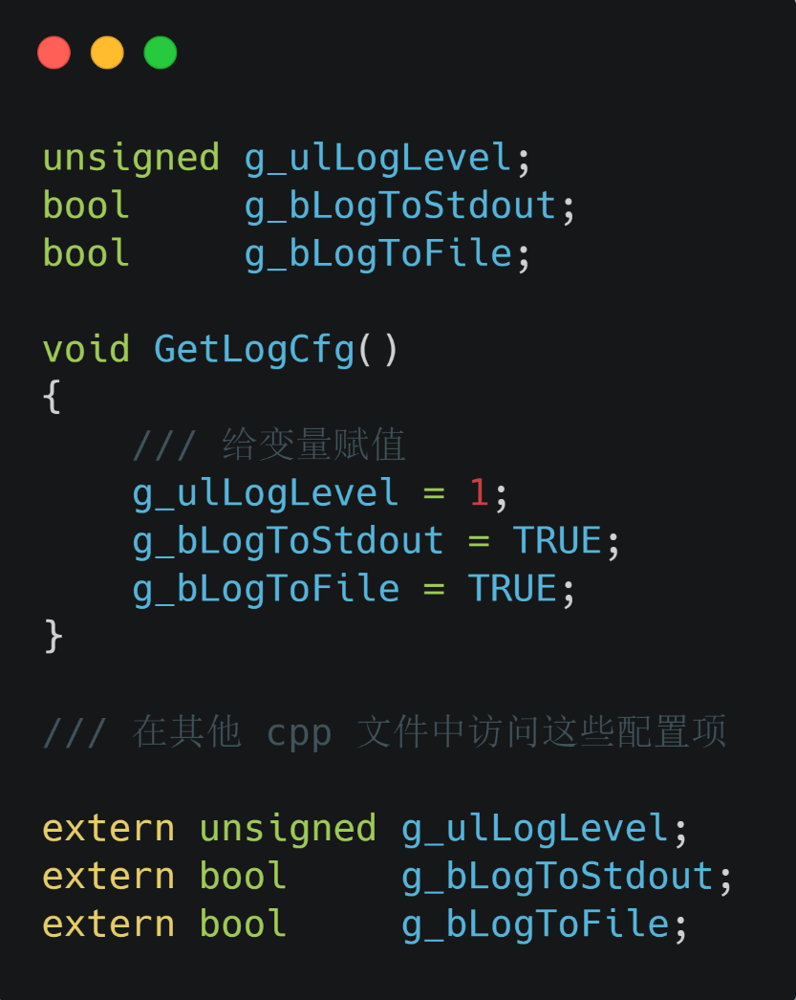 unsigned g_ulLogLevel;
bool     g_bLogToStdout;
bool     g_bLogToFile;
void GetLogCfg()
{
    /// 给变量赋值
    g_ulLogLevel = 1;
    g_bLogToStdout = TRUE;
    g_bLogToFile = TRUE;
}
/// 在其他 cpp 文件中访问这些配置项
extern unsigned g_ulLogLevel;
extern bool     g_bLogToStdout;
extern bool     g_bLogToFile;